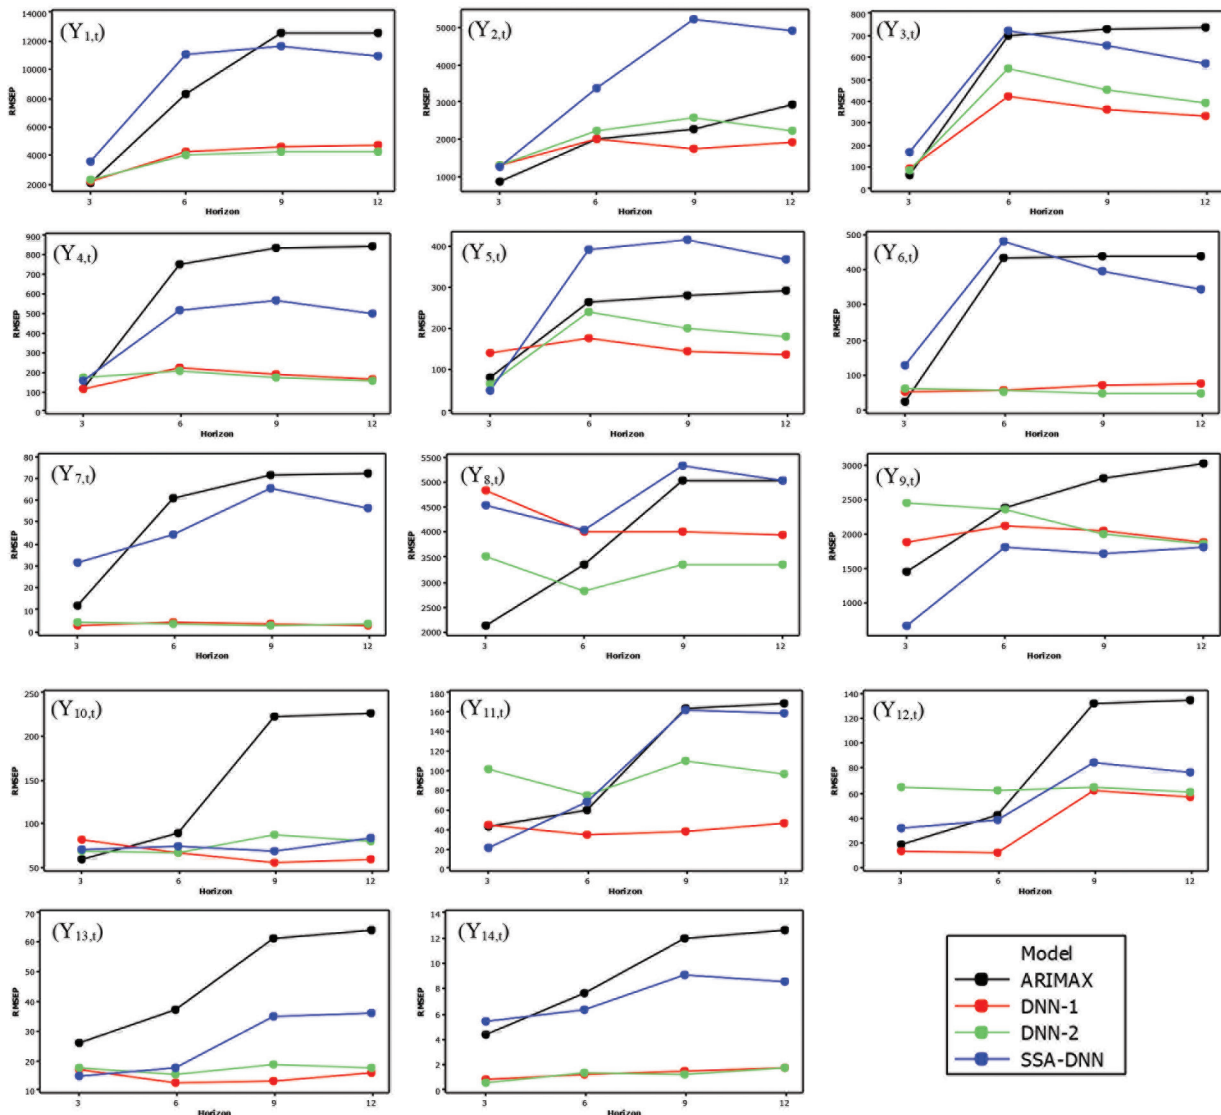 (Y1,t)
14000
12000
10000
8000
6000
4000
2000
RMSEP
3 6 9 12
Horizon
(Y2,t)
5000
4000
3000
2000
1000
RMSEP
3 6 9 12
Horizon
(Y3,t)
800
700
600
500
400
300
200
100
0
RMSEP
3 6 9 12
Horizon
(Y4,t)
900
800
700
600
500
400
300
200
100
0
RMSEP
3 6 9 12
Horizon
(Y5,t)
400
300
200
100
0
RMSEP
3 6 9 12
Horizon
(Y6,t)
500
400
300
200
100
0
RMSEP
3 6 9 12
Horizon
(Y7,t)
80
70
60
50
40
30
20
10
0
RMSEP
3 6 9 12
Horizon
(Y8,t)
5500
5000
4500
4000
3500
3000
2500
2000
RMSEP
3 6 9 12
Horizon
(Y9,t)
3000
2500
2000
1500
1000
RMSEP
3 6 9 12
Horizon
(Y10,t)
250
200
150
100
50
RMSEP
3 6 9 12
Horizon
(Y11,t)
180
160
140
120
100
80
60
40
20
0
RMSEP
3 6 9 12
Horizon
(Y12,t)
140
120
100
80
60
40
20
0
RMSEP
3 6 9 12
Horizon
(Y13,t)
70
60
50
40
30
20
10
RMSEP
3 6 9 12
Horizon
(Y14,t)
14
12
10
8
6
4
2
0
RMSEP
3 6 9 12
Horizon
Model
ARIMAX
DNN-1
DNN-2
SSA-DNN